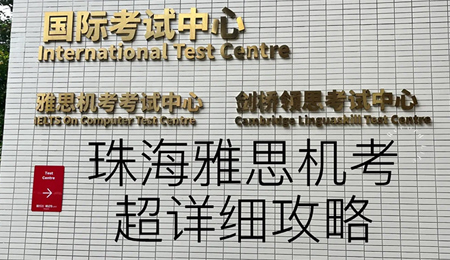 国际考试中心
International Test Centre
雅思机考考试中心
IELTS On Computer Test Centre
剑桥领思考试中心
Cambridge Linguaskill Test Centre
珠海雅思机考
超详细攻略
Test
Centre